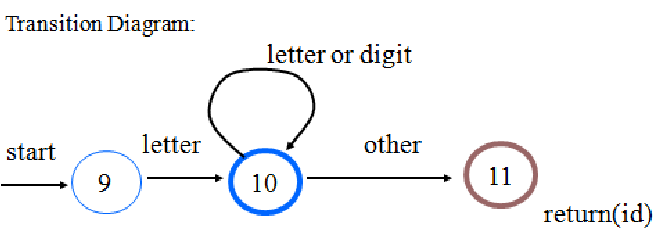 Transition Diagram:
letter or digit
start
letter
other
9
10
11
return(id)